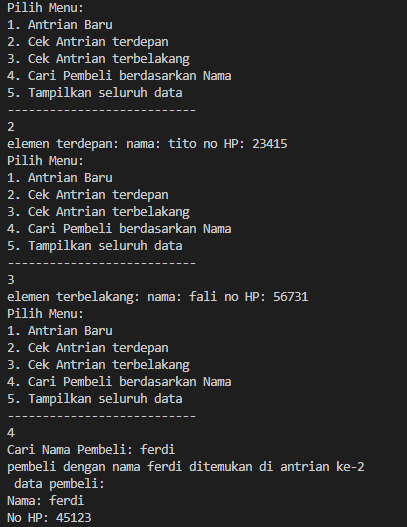 Pilih Menu:
1. Antrian Baru
2. Cek Antrian terdepan
3. Cek Antrian terbelakang
4. Cari Pembeli berdasarkan Nama
5. Tampilkan seluruh data
---------------------------
2
elemen terdepan: nama: tito no HP: 23415
Pilih Menu:
1. Antrian Baru
2. Cek Antrian terdepan
3. Cek Antrian terbelakang
4. Cari Pembeli berdasarkan Nama
5. Tampilkan seluruh data
---------------------------
3
elemen terbelakang: nama: fali no HP: 56731
Pilih Menu:
1. Antrian Baru
2. Cek Antrian terdepan
3. Cek Antrian terbelakang
4. Cari Pembeli berdasarkan Nama
5. Tampilkan seluruh data
---------------------------
4
Cari Nama Pembeli: ferdi
pembeli dengan nama ferdi ditemukan di antrian ke-2
 data pembeli:
Nama: ferdi
No HP: 45123